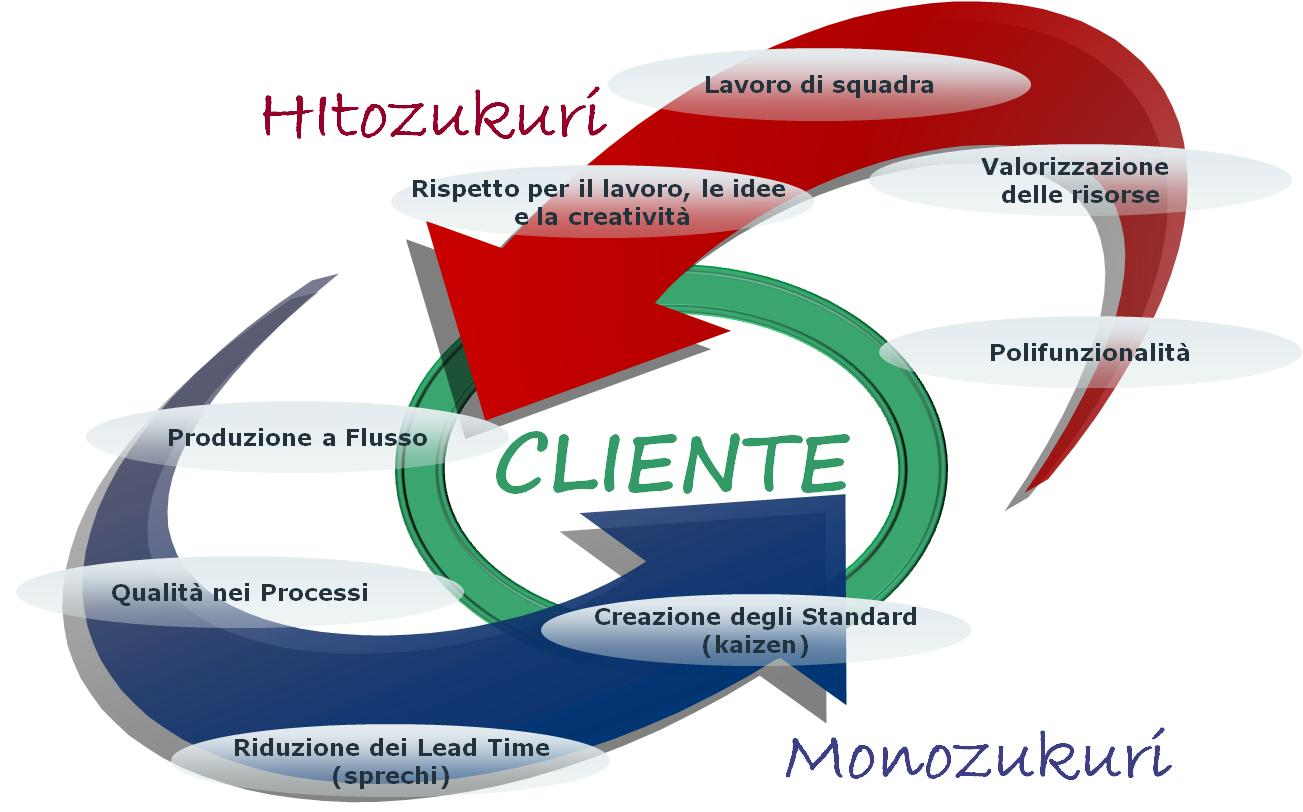 HItozukuri
Lavoro di squadra
Rispetto per il lavoro, le idee
e la creatività
Valorizzazione
delle risorse
Polifunzionalità
Produzione a Flusso
CLIENTE
Qualità nei Processi
Creazione degli Standard
(kaizen)
Riduzione dei Lead Time
(sprechi)
Monozukuri